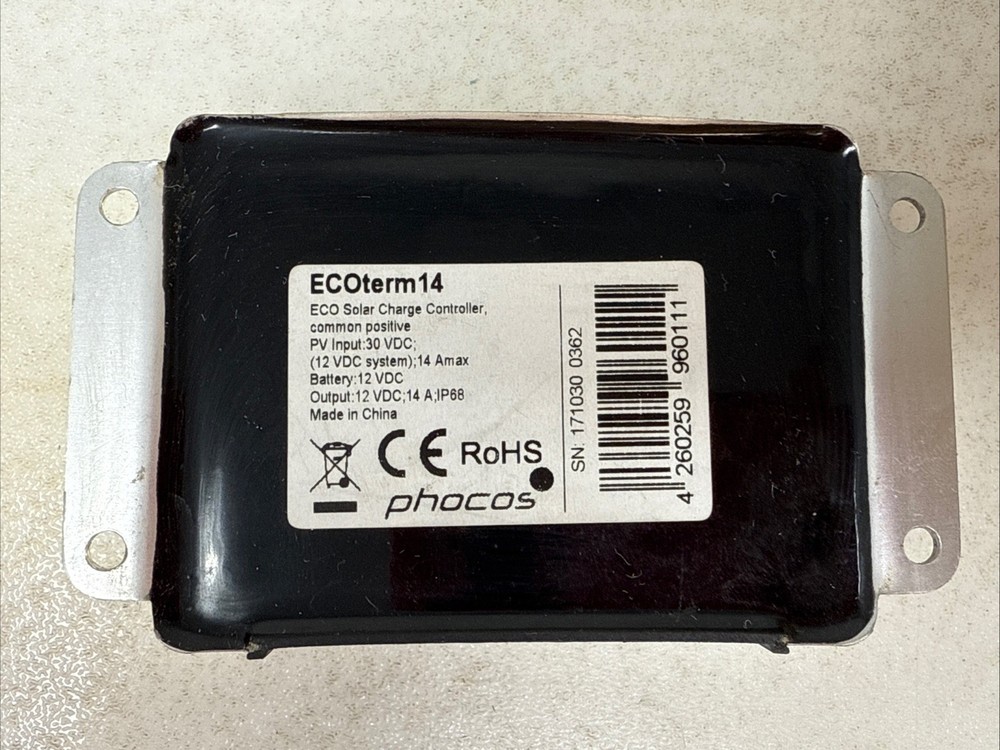 ECOterm14
ECO Solar Charge Controller,
common positive
PV Input:30 VDC;
(12 VDC system);14 Amax
Battery:12 VDC
Output:12 VDC;14 A;IP68
Made in China
CE RoHS
phocos
SN: 171030 0362
4 260259 960111